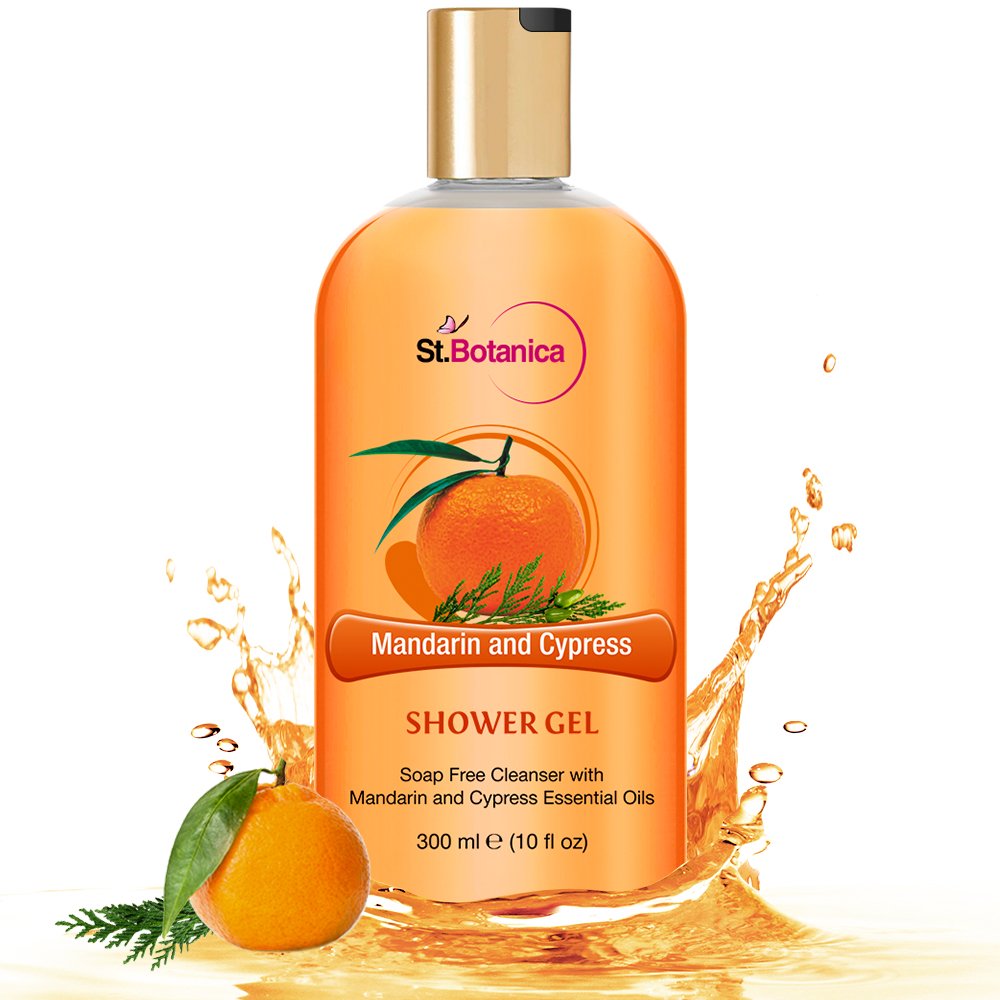 St.Botanica
Mandarin and Cypress
SHOWER GEL
Soap Free Cleanser with
Mandarin and Cypress Essential Oils
300 ml ℮ (10 fl oz)